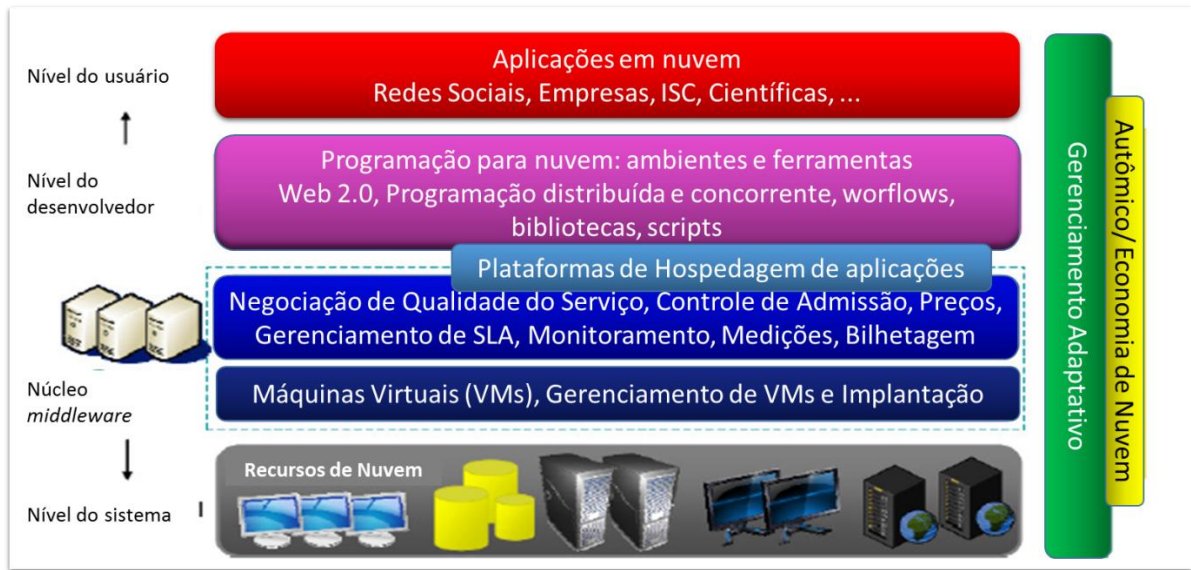 Nível do usuário
Aplicações em nuvem
Redes Sociais, Empresas, ISC, Científicas, ...
Nível do
desenvolvedor
Programação para nuvem: ambientes e ferramentas
Web 2.0, Programação distribuída e concorrente, worflows,
bibliotecas, scripts
Plataformas de Hospedagem de aplicações
Negociação de Qualidade do Serviço, Controle de Admissão, Preços,
Gerenciamento de SLA, Monitoramento, Medições, Bilhetagem
Núcleo
middleware
Máquinas Virtuais (VMs), Gerenciamento de VMs e Implantação
Recursos de Nuvem
Nível do sistema
Gerenciamento Adaptativo
Autômico/ Economia de Nuvem